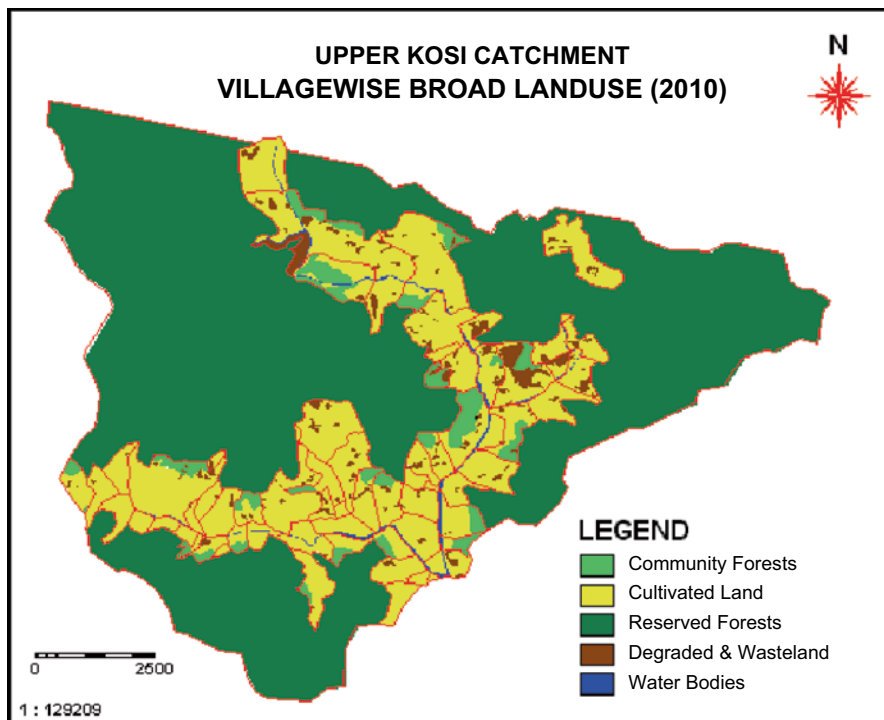 UPPER KOSI CATCHMENT
VILLAGEWISE BROAD LANDUSE (2010)
N
LEGEND
Community Forests
Cultivated Land
Reserved Forests
Degraded & Wasteland
Water Bodies
0 2500
1 : 129209